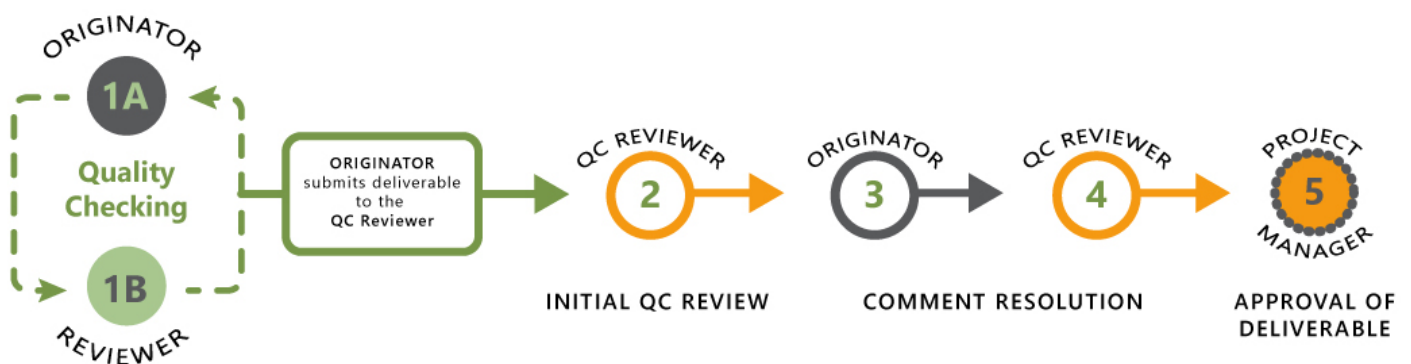 ORIGINATOR
1A
Quality
Checking
1B
REVIEWER
ORIGINATOR
submits deliverable
to the
QC Reviewer
QC REVIEWER
2
INITIAL QC REVIEW
ORIGINATOR
3
QC REVIEWER
4
COMMENT RESOLUTION
PROJECT
5
MANAGER
APPROVAL OF
DELIVERABLE